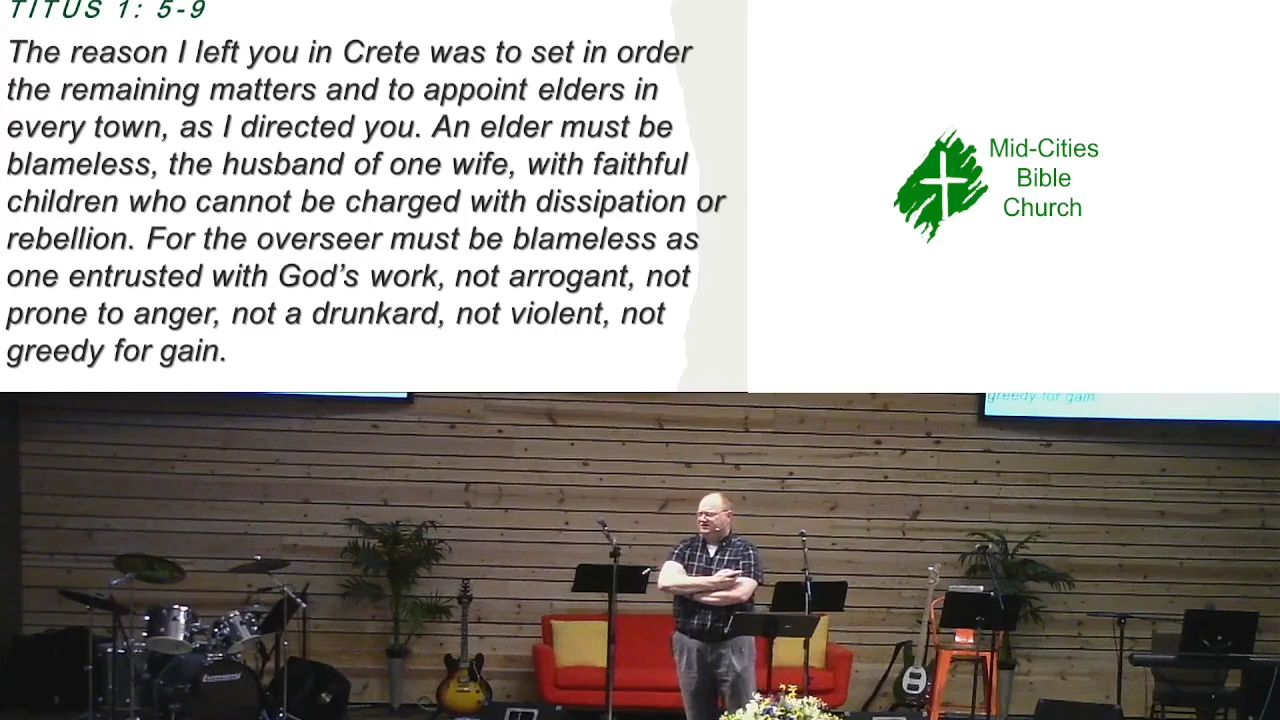 TITUS 1: 5-9
The reason I left you in Crete was to set in order
the remaining matters and to appoint elders in
every town, as I directed you. An elder must be
blameless, the husband of one wife, with faithful
children who cannot be charged with dissipation or
rebellion. For the overseer must be blameless as
one entrusted with God’s work, not arrogant, not
prone to anger, not a drunkard, not violent, not
greedy for gain.
Mid-Cities
Bible
Church
greedy for gain.
Ludwig